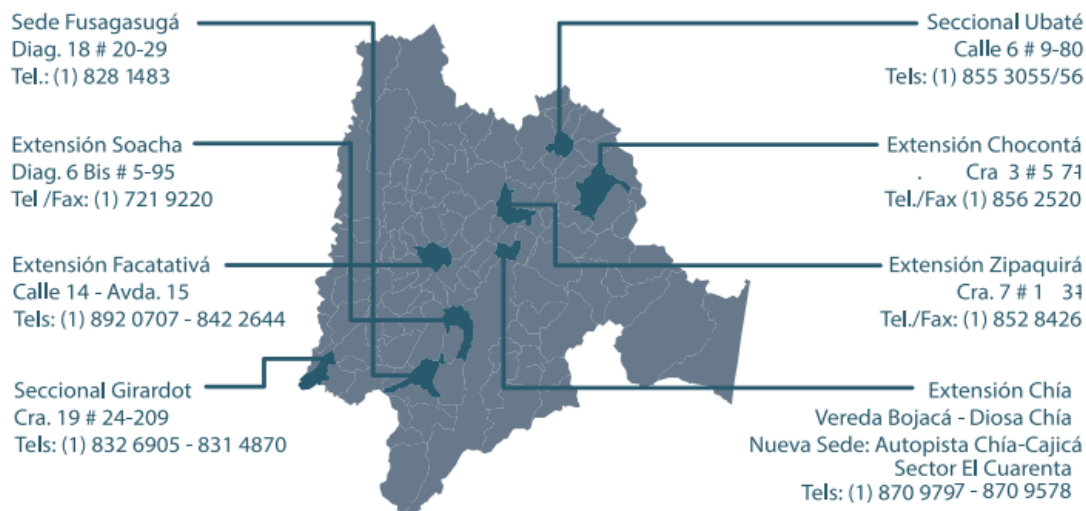 Sede Fusagasugá
Diag. 18 # 20-29
Tel.: (1) 828 1483
Extensión Soacha
Diag. 6 Bis # 5-95
Tel /Fax: (1) 721 9220
Extensión Facatativá
Calle 14 - Avda. 15
Tels: (1) 892 0707 - 842 2644
Seccional Girardot
Cra. 19 # 24-209
Tels: (1) 832 6905 - 831 4870
Seccional Ubaté
Calle 6 # 9-80
Tels: (1) 855 3055/56
Extensión Chocontá
. Cra 3 # 5
Tel./Fax (1) 856 2520
Extensión Zipaquirá
Cra. 7 # 1
Tel./Fax: (1) 852 8426
Extensión Chía
Vereda Bojacá - Diosa Chía
Nueva Sede: Autopista Chía-Cajicá
Sector El Cuarenta
Tels: (1) 870 9797 - 870 9578